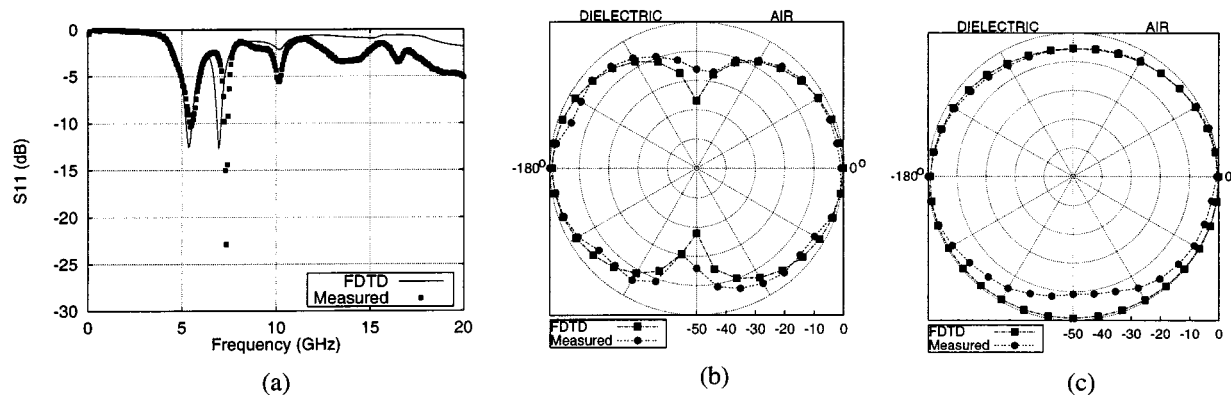 0
-5
-10
-15
-20
-25
-30
S11 (dB)
0 5 10 15 20
Frequency (GHz)
FDTD
Measured
(a)
DIELECTRIC AIR
-180° 0°
-50 -40 -30 -20 -10 0
FDTD
Measured
(b)
DIELECTRIC AIR
-180° 0
-50 -40 -30 -20 -10 0
FDTD
Measured
(c)